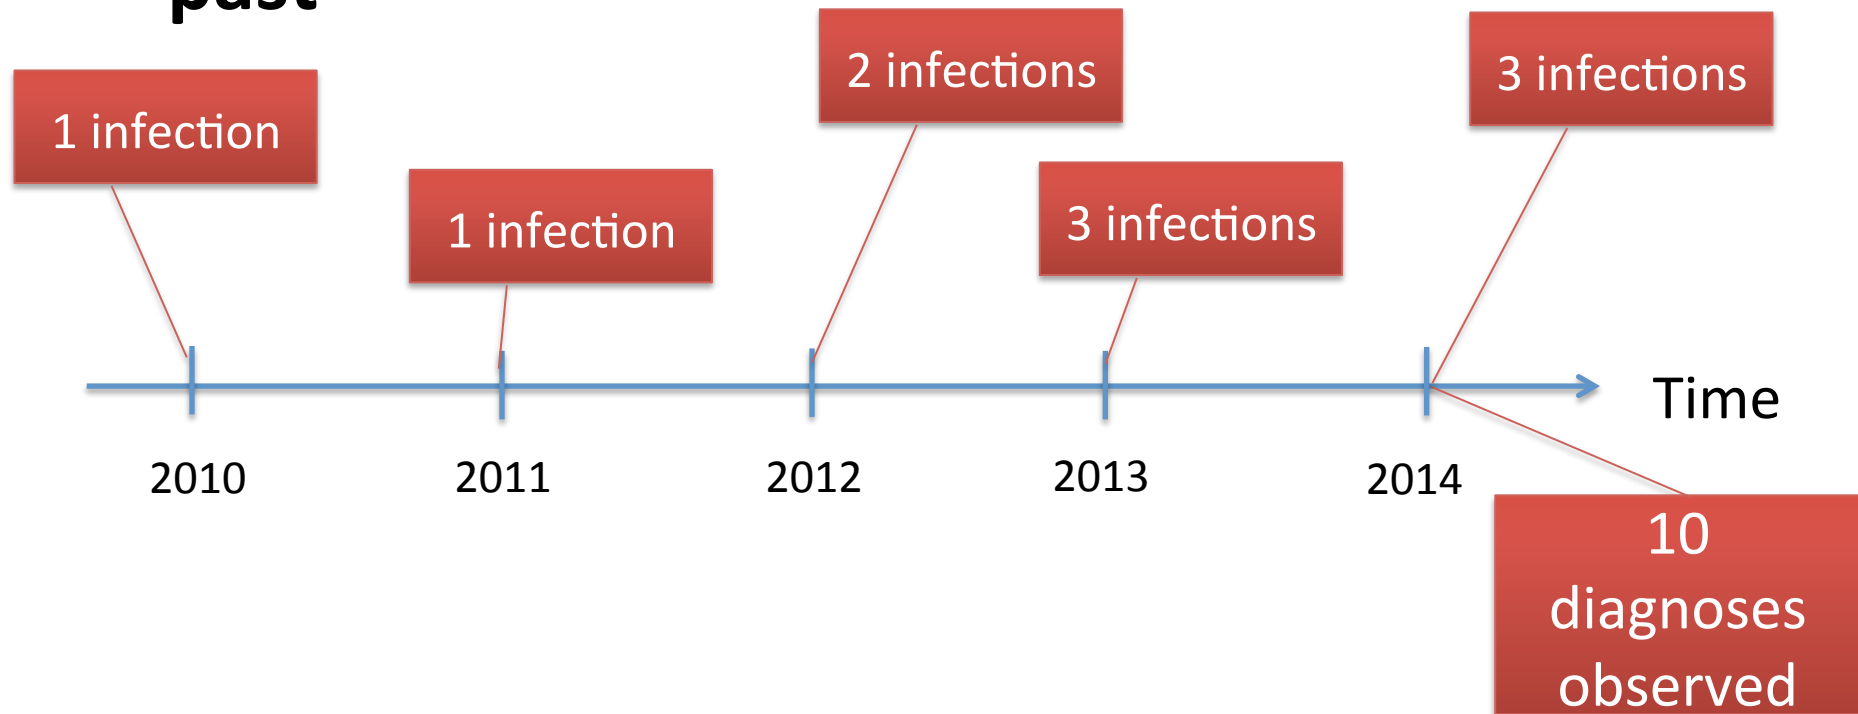 past
1 infection
1 infection
2 infections
3 infections
3 infections
Time
2010
2011
2012
2013
2014
10
diagnoses
observed